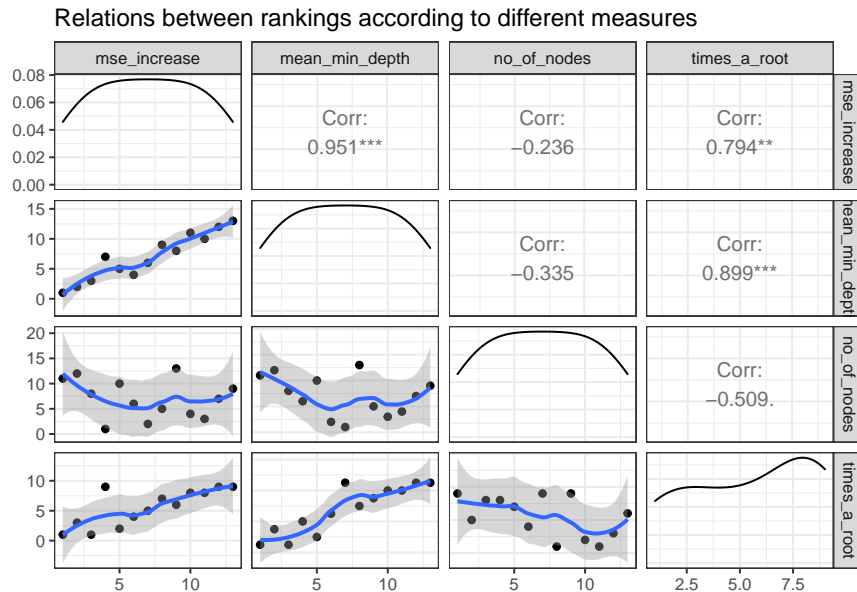 Relations between rankings according to different measures
mse_increase
mean_min_depth
no_of_nodes
times_a_root
0.08
0.06
0.04
0.02
0.00
Corr:
0.951***
Corr:
−0.236
Corr:
0.794**
mse_increase
15
10
5
0
Corr:
−0.335
Corr:
0.899***
mean_min_dept
20
15
10
5
0
Corr:
−0.509.
no_of_nodes
10
5
0
times_a_root
5
10
5
10
5
10
2.5
5.0
7.5